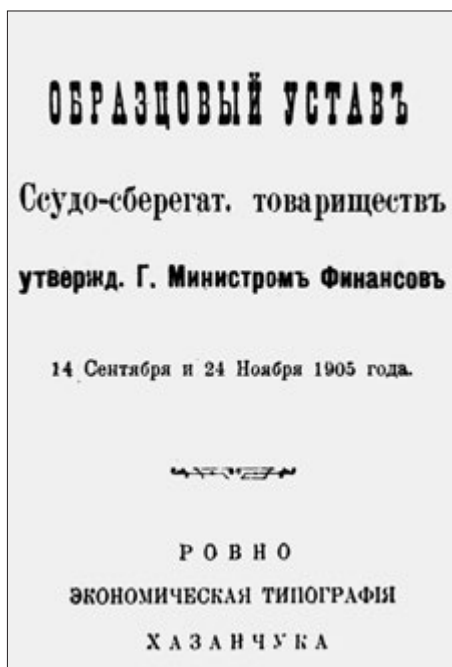 ОБРАЗЦОВЫЙ УСТАВЪ
Ссудо-сберегат. товариществъ
утвержд. Г. Министромъ Финансовъ
14 Сентября и 24 Ноября 1905 года.
РОВНО
ЭКОНОМИЧЕСКАЯ ТИПОГРАФІЯ
ХАЗАНЧУКА